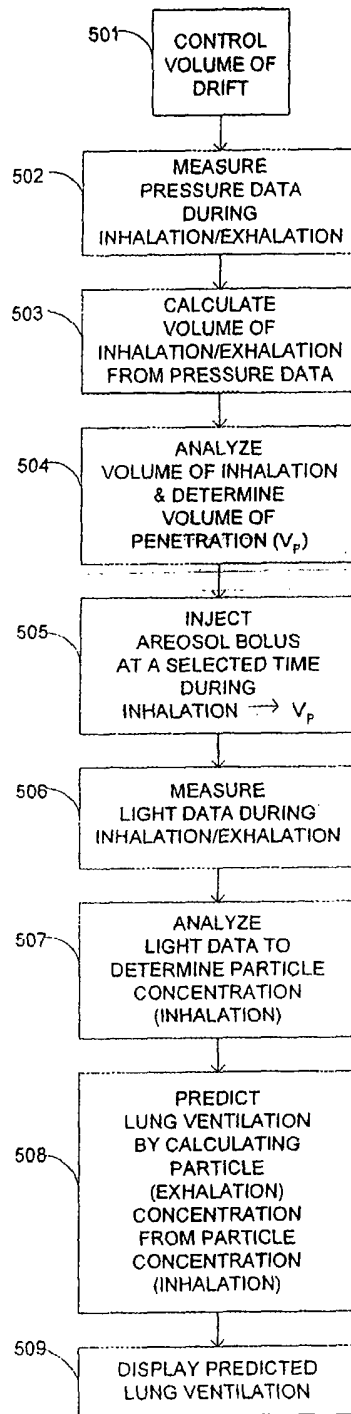 501
CONTROL
VOLUME OF
DRIFT
502
MEASURE
PRESSURE DATA
DURING
INHALATION/EXHALATION
503
CALCULATE
VOLUME OF
INHALATION/EXHALATION
FROM PRESSURE DATA
504
ANALYZE
VOLUME OF INHALATION
& DETERMINE
VOLUME OF
PENETRATION (Vₚ)
505
INJECT
AREOSOL BOLUS
AT A SELECTED TIME
DURING
INHALATION → Vₚ
506
MEASURE
LIGHT DATA DURING
INHALATION/EXHALATION
507
ANALYZE
LIGHT DATA TO
DETERMINE PARTICLE
CONCENTRATION
(INHALATION)
508
PREDICT
LUNG VENTILATION
BY CALCULATING
PARTICLE
(EXHALATION)
CONCENTRATION
FROM PARTICLE
CONCENTRATION
(INHALATION)
509
DISPLAY PREDICTED
LUNG VENTILATION